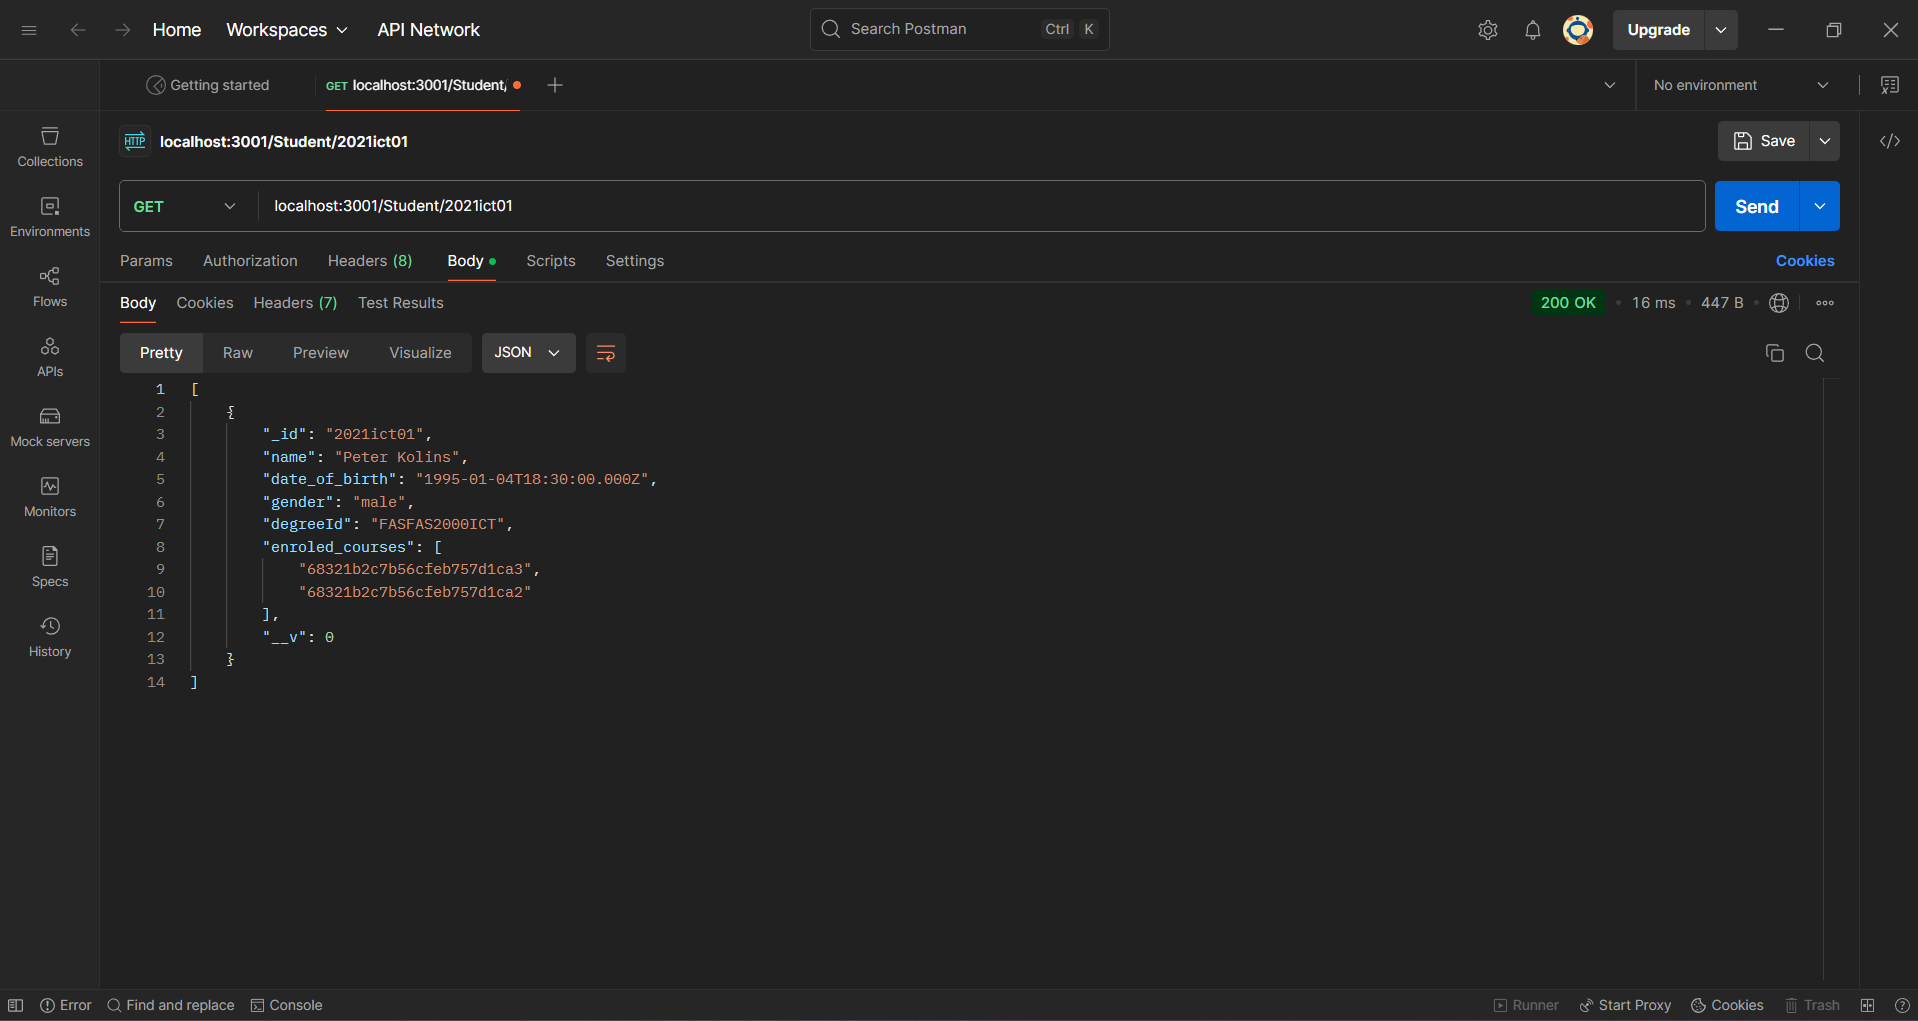 Home Workspaces API Network Search Postman Ctrl K Upgrade
Getting started GET localhost:3001/Student/ No environment
HTTP localhost:3001/Student/2021ict01 Save
GET localhost:3001/Student/2021ict01 Send
Params Authorization Headers (8) Body Scripts Settings Cookies
Body Cookies Headers (7) Test Results 200 OK 16 ms 447 B
Pretty Raw Preview Visualize JSON
Collections
Environments
Flows
APIs
Mock servers
Monitors
Specs
History
1 [
2 {
3 "_id": "2021ict01",
4 "name": "Peter Kolins",
5 "date_of_birth": "1995-01-04T18:30:00.000Z",
6 "gender": "male",
7 "degreeId": "FASFAS2000ICT",
8 "enroled_courses": [
9 "68321b2c7b56cfeb757d1ca3",
10 "68321b2c7b56cfeb757d1ca2"
11 ],
12 "__v": 0
13 }
14 ]
Error Find and replace Console Runner Start Proxy Cookies Trash